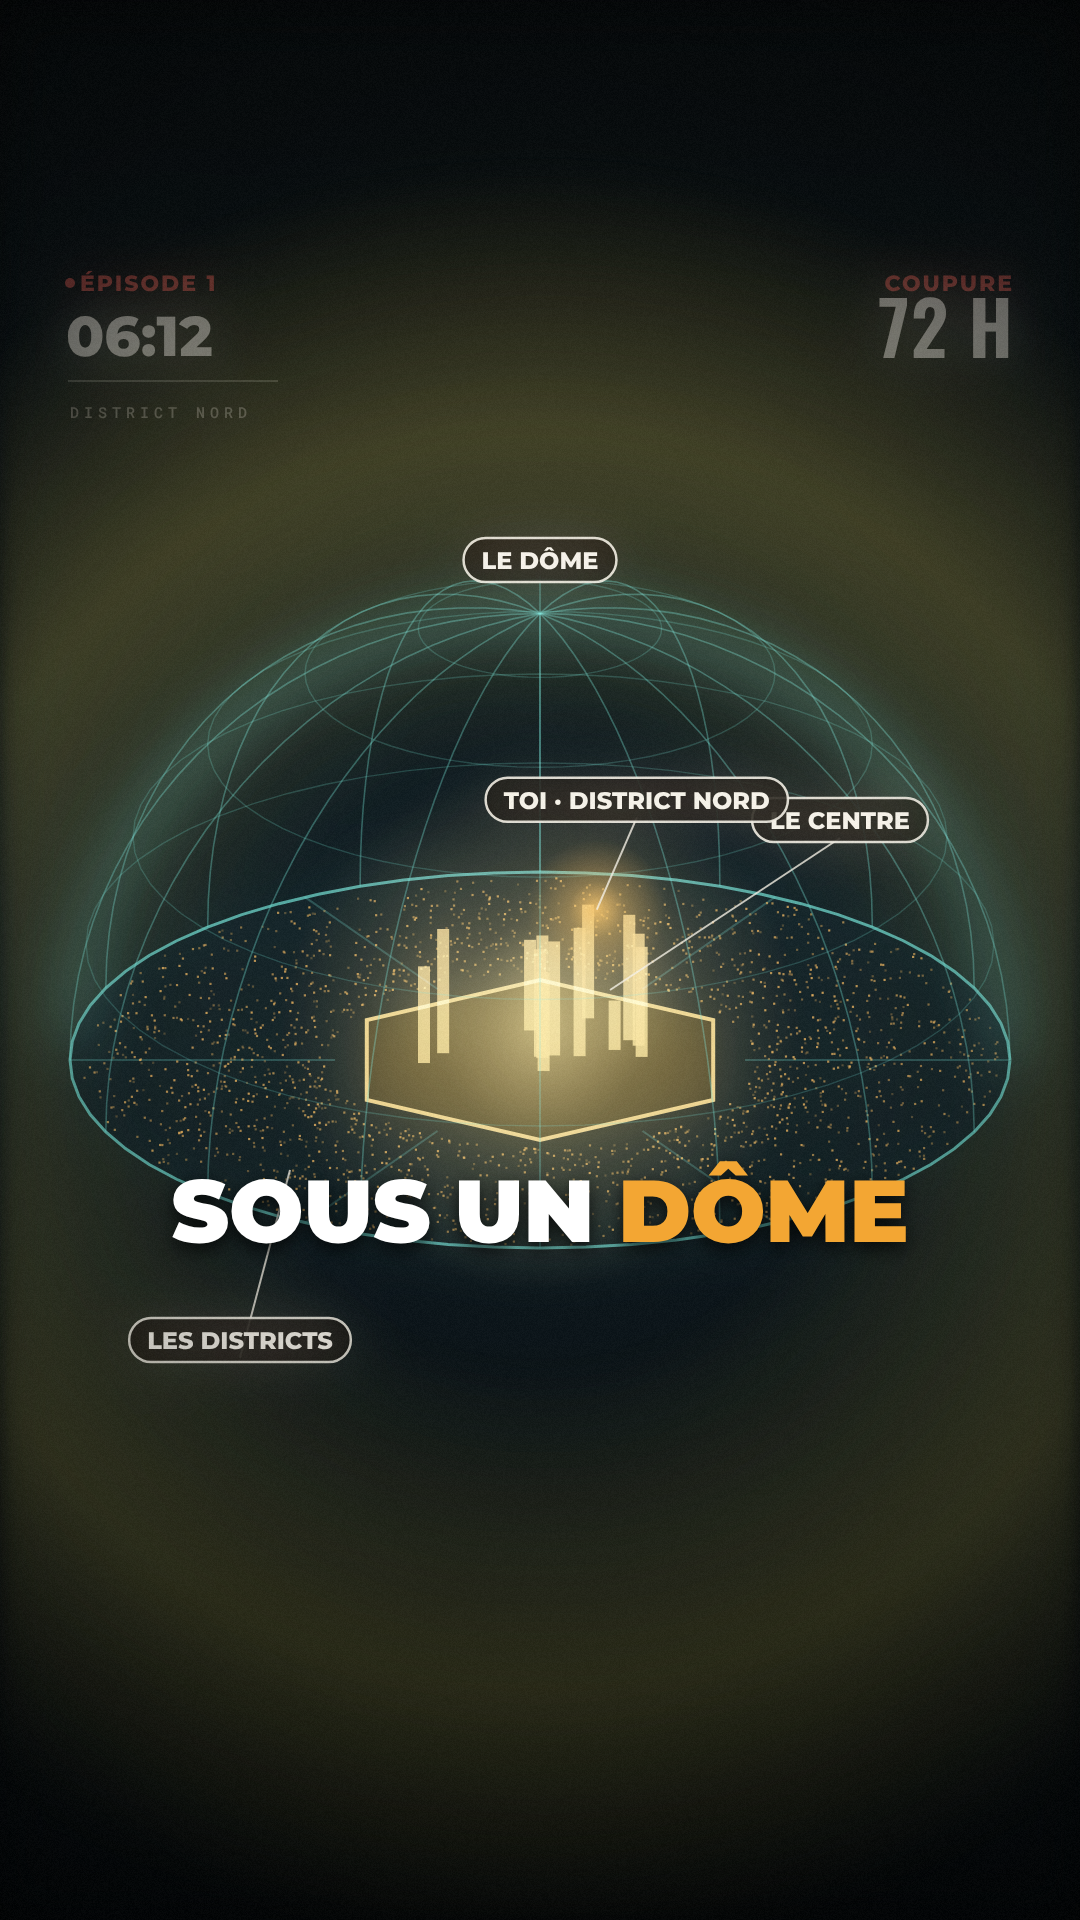 •ÉPISODE 1
06:12
DISTRICT NORD
COUPURE
72 H
LE DÔME
TOI • DISTRICT NORD
LE CENTRE
SOUS UN DÔME
LES DISTRICTS